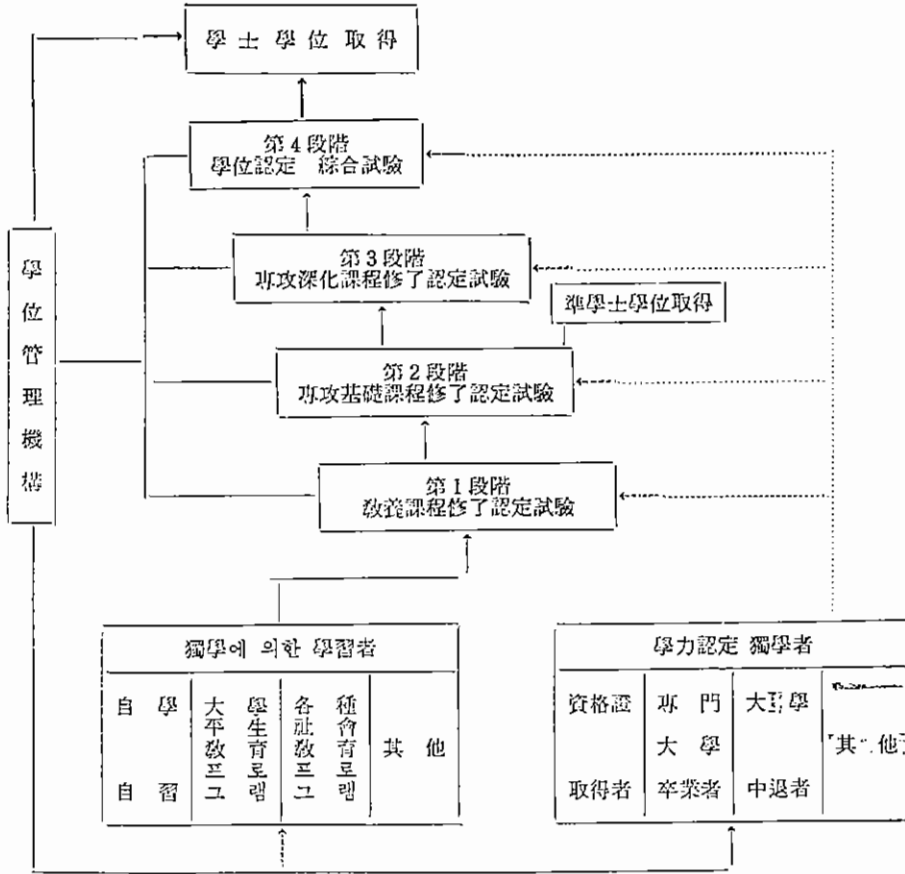 學士學位取得
第4段階
學位認定 綜合試驗
第3段階
專攻深化課程修了認定試驗
準學士學位取得
第2段階
專攻基礎課程修了認定試驗
第1段階
敎養課程修了認定試驗
學位管理機構
獨學에 의한 學習者
自學
自習
大學
平生
敎育
프로
그램
各種
社會
敎育
프로
그램
其他
學力認定 獨學者
資格證
取得者
專門
大學
卒業者
大學
中退者
其他